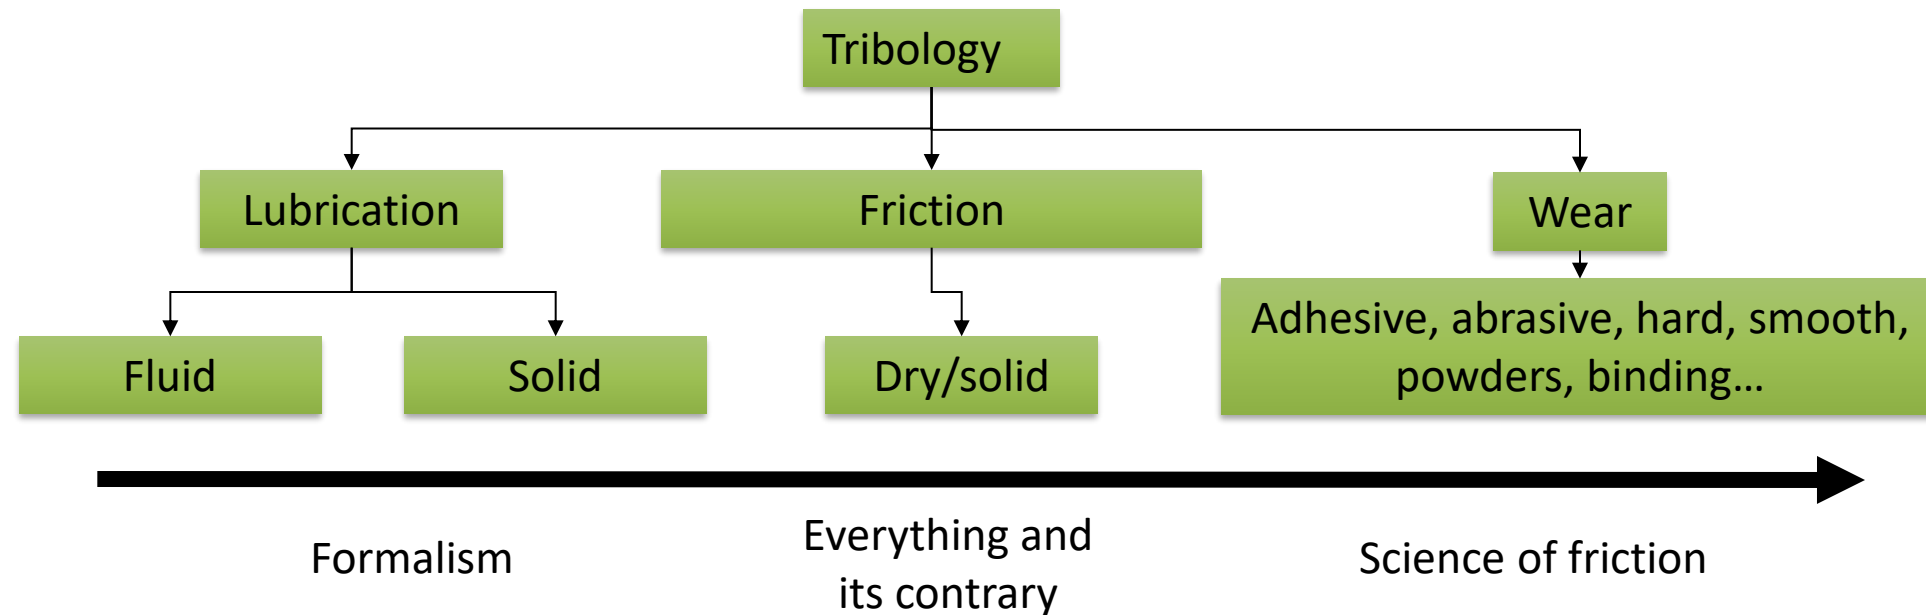 Tribology
Lubrication
Friction
Wear
Fluid
Solid
Dry/solid
Adhesive, abrasive, hard, smooth,
powders, binding…
Formalism
Everything and
its contrary
Science of friction